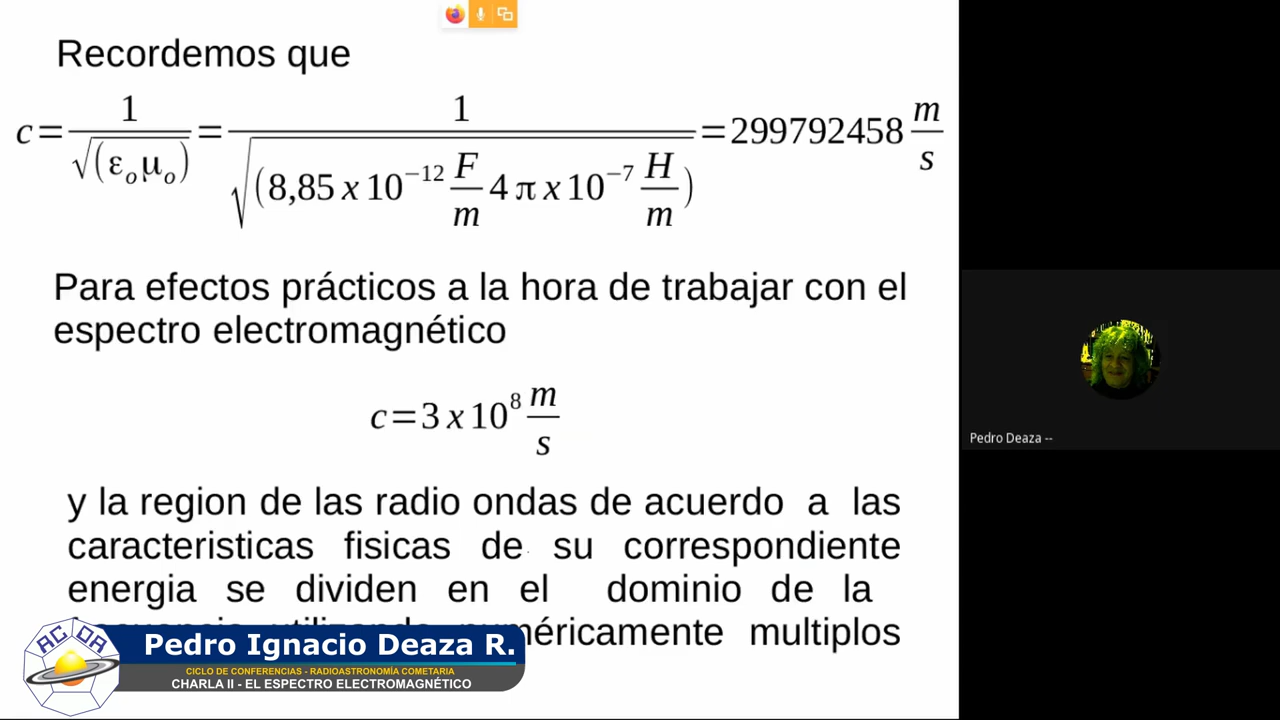 Recordemos que
c=1/√(ε₀μ₀)=1/√(8,85 x 10⁻¹² F/m 4 π x 10⁻⁷ H/m)=299792458 m/s
Para efectos prácticos a la hora de trabajar con el
espectro electromagnético
c=3 x 10⁸ m/s
y la region de las radio ondas de acuerdo a las
caracteristicas fisicas de su correspondiente
energia se dividen en el dominio de la
numéricamente multiplos
Pedro Deaza --
ACDA
Pedro Ignacio Deaza R.
CICLO DE CONFERENCIAS - RADIOASTRONOMÍA COMETARIA
CHARLA II - EL ESPECTRO ELECTROMAGNÉTICO